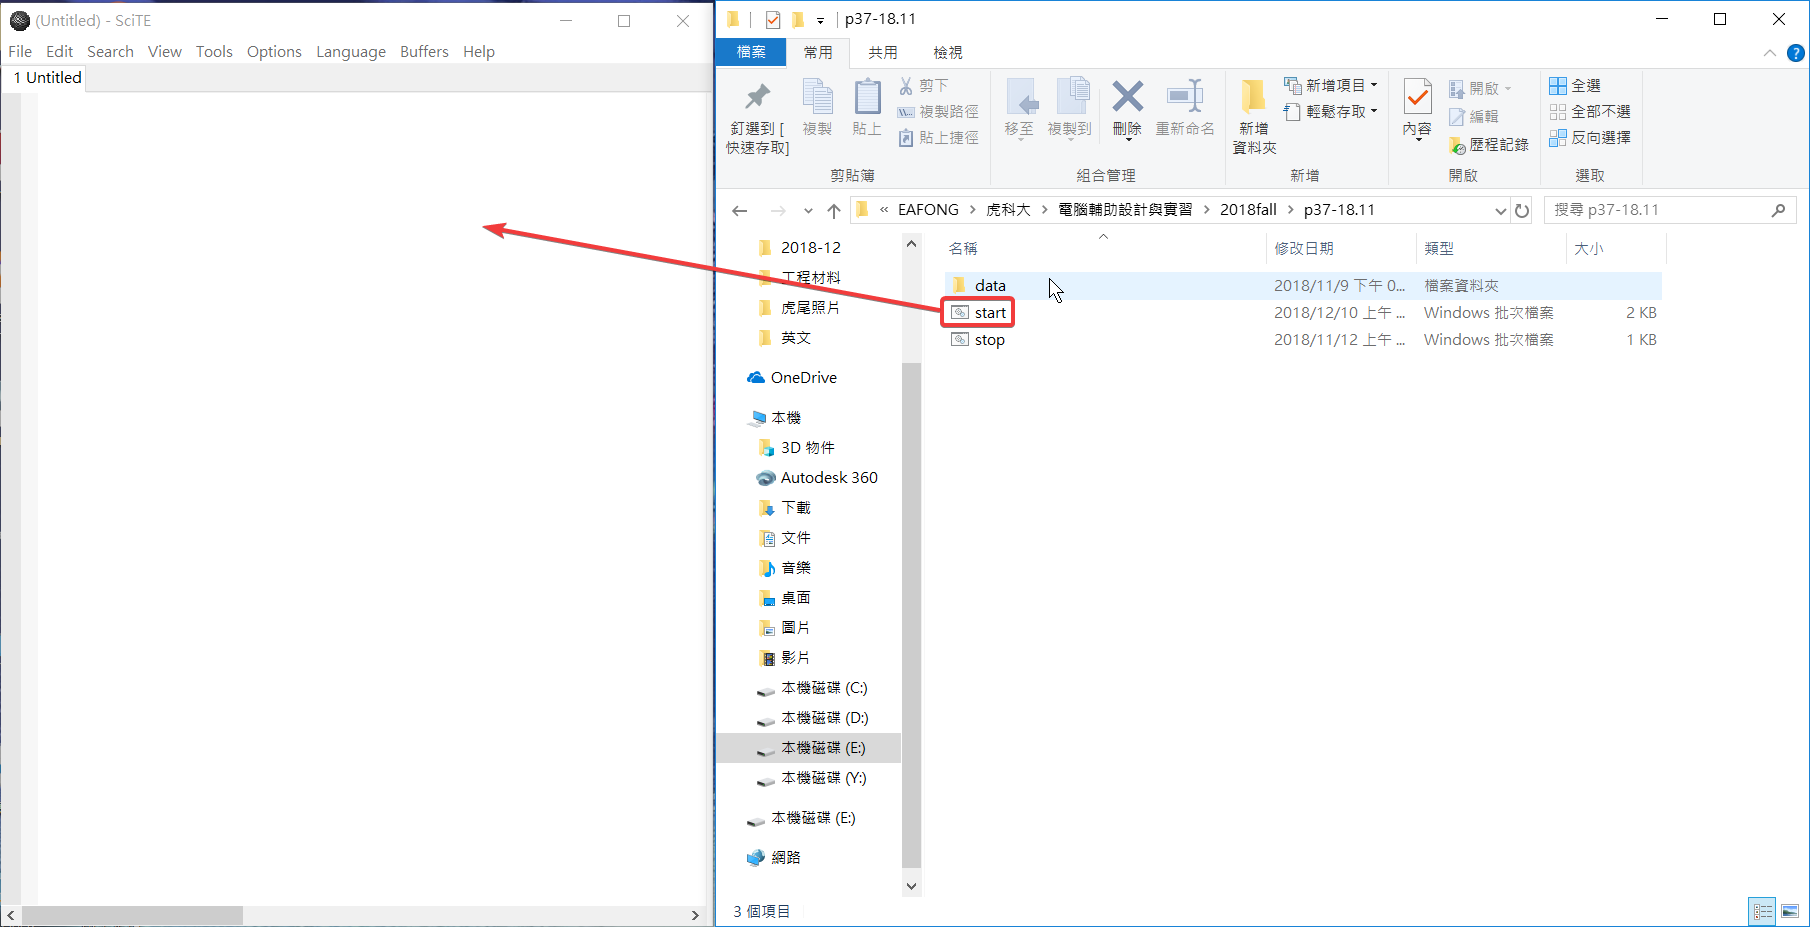 (Untitled) - SciTE
File Edit Search View Tools Options Language Buffers Help
1 Untitled
p37-18.11
檔案 常用 共用 檢視
釘選到 [
快速存取]
複製
貼上
剪下
複製路徑
貼上捷徑
剪貼簿
移至
複製到
刪除
重新命名
組合管理
新增
資料夾
新增項目
輕鬆存取
新增
內容
開啟
編輯
歷程記錄
開啟
全選
全部不選
反向選擇
選取
« EAFONG > 虎科大 > 電腦輔助設計與實習 > 2018fall > p37-18.11
搜尋 p37-18.11
2018-12
工程材料
虎尾照片
英文
OneDrive
本機
3D 物件
Autodesk 360
下載
文件
音樂
桌面
圖片
影片
本機磁碟 (C:)
本機磁碟 (D:)
本機磁碟 (E:)
本機磁碟 (Y:)
本機磁碟 (E:)
網路
名稱 修改日期 類型 大小
data 2018/11/9 下午 0... 檔案資料夾
start 2018/12/10 上午 ... Windows 批次檔案 2 KB
stop 2018/11/12 上午 ... Windows 批次檔案 1 KB
3 個項目